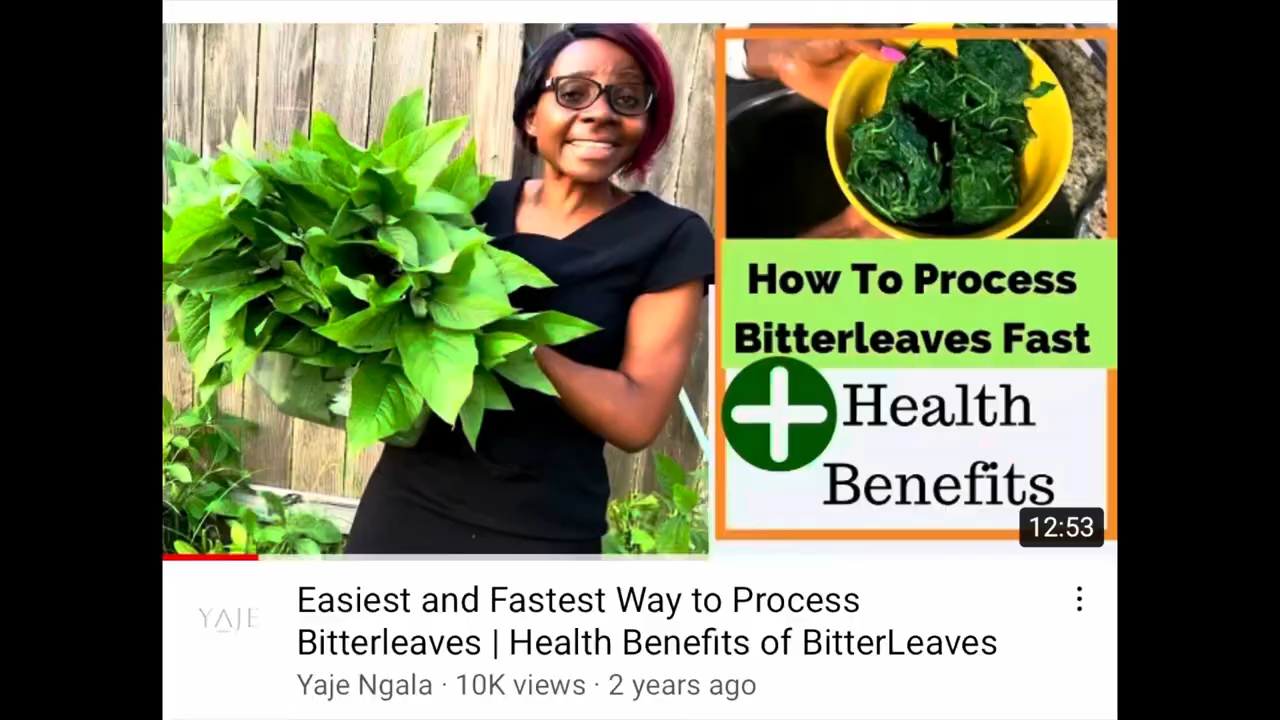 How To Process
Bitterleaves Fast
Health
Benefits
12:53
YAJE
Easiest and Fastest Way to Process
Bitterleaves | Health Benefits of BitterLeaves
Yaje Ngala · 10K views · 2 years ago